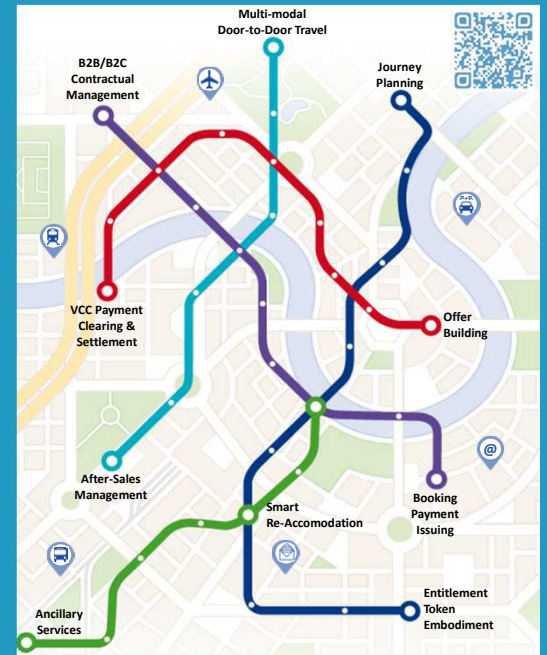 Multi-modal
Door-to-Door Travel
B2B/B2C
Contractual
Management
Journey
Planning
P+R
VCC Payment
Clearing &
Settlement
Offer
Building
@
After-Sales
Management
Booking
Payment
Issuing
Smart
Re-Accomodation
Entitlement
Token
Embodiment
Ancillary
Services